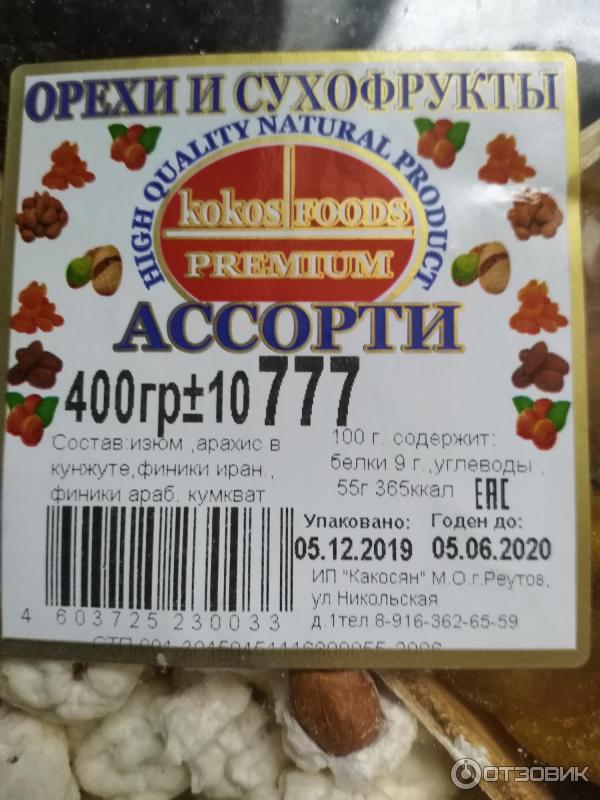 ОРЕХИ И СУХОФРУКТЫ
HIGH QUALITY NATURAL PRODUCT
kokos FOODS
PREMIUM
АССОРТИ
400гр±10 777
Состав:изюм ,арахис в
кунжуте,финики иран.,
финики араб. кумкват
100 г. содержит:
белки 9 г.,углеводы .
55г 365ккал EAC
Упаковано: Годен до:
05.12.2019 05.06.2020
ИП "Какосян" М.О.г.Реутов,
ул Никольская
д.1тел.8-916-362-65-59
4 603725 230033
ОТЗОВИК